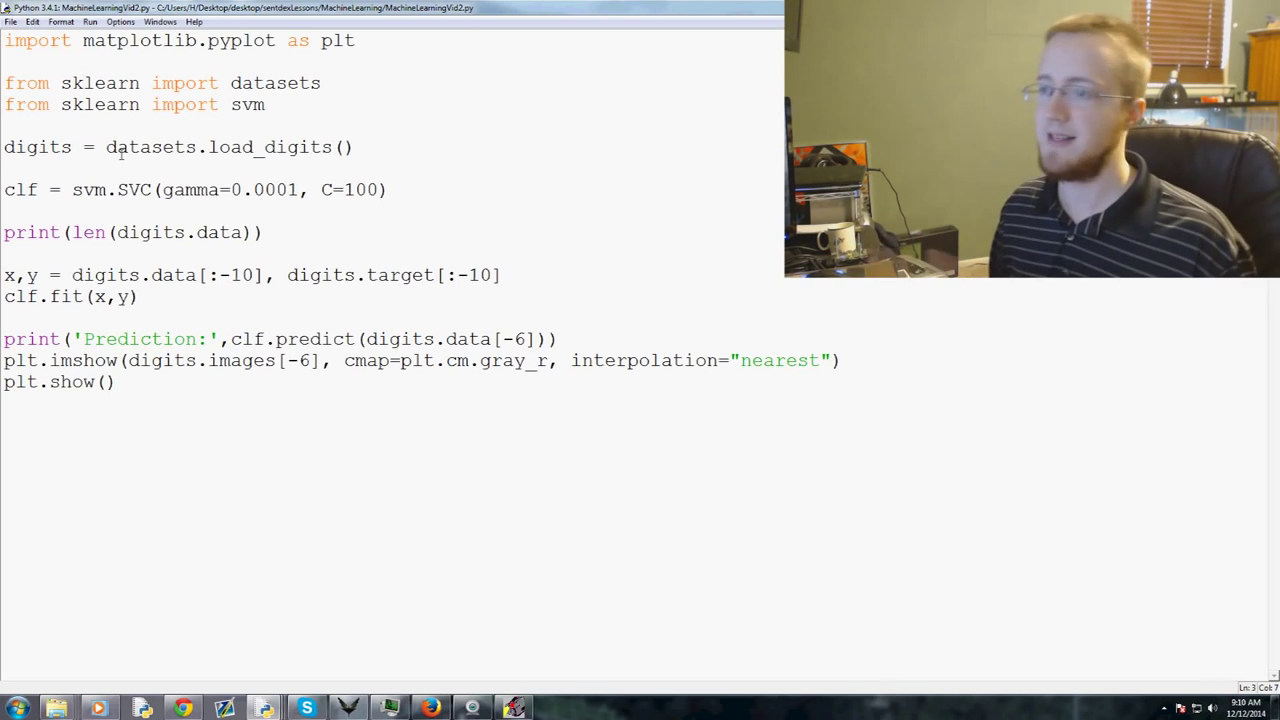 Python 3.4.1: MachineLearningVid2.py - C:/Users/H/Desktop/desktop/sentdexLessons/MachineLearning/MachineLearningVid2.py
File Edit Format Run Options Windows Help
import matplotlib.pyplot as plt
from sklearn import datasets
from sklearn import svm
digits = datasets.load_digits()
clf = svm.SVC(gamma=0.0001, C=100)
print(len(digits.data))
x,y = digits.data[:-10], digits.target[:-10]
clf.fit(x,y)
print('Prediction:',clf.predict(digits.data[-6]))
plt.imshow(digits.images[-6], cmap=plt.cm.gray_r, interpolation="nearest")
plt.show()
Ln: 3 Col: 7
9:10 AM
12/12/2014